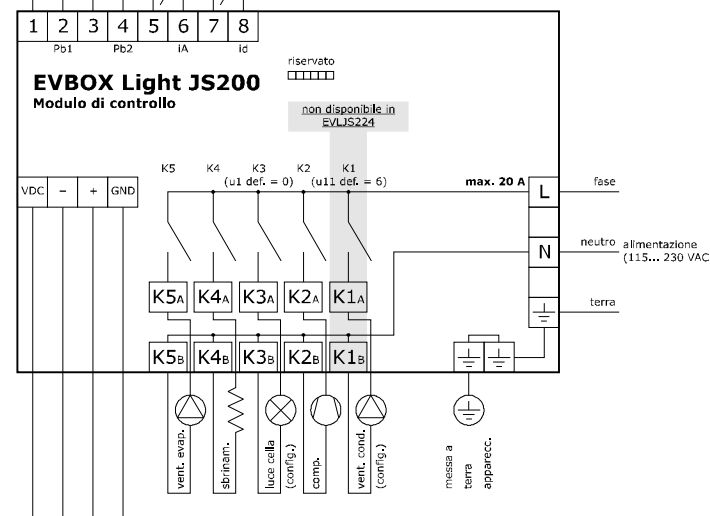 1 2 3 4 5 6 7 8
Pb1 Pb2 iA id
riservato
EVBOX Light JS200
Modulo di controllo
non disponibile in
EVLJS224
K5 K4 K3 K2 K1
(u1 def. = 0) (u11 def. = 6)
max. 20 A
VDC − + GND
L
fase
N
neutro
alimentazione
(115... 230 VAC
terra
K5A K4A K3A K2A K1A
K5B K4B K3B K2B K1B
vent. evap.
sbrinam.
luce cella
(config.)
comp.
vent. cond.
(config.)
messa a
terra
apparecc.